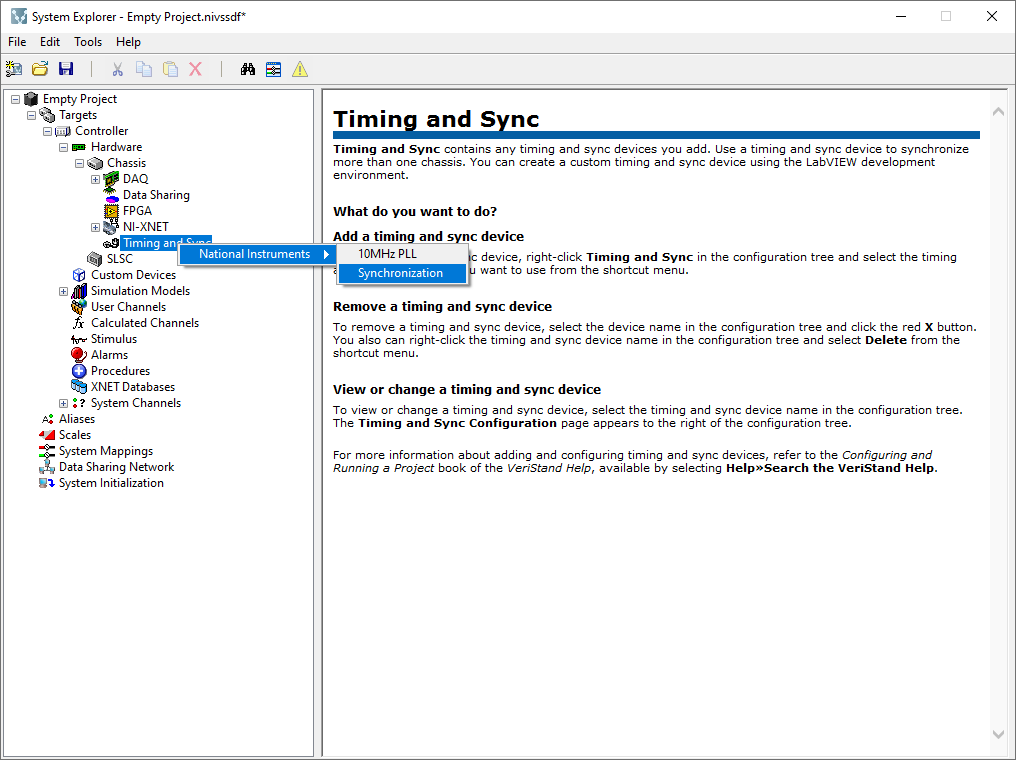 System Explorer - Empty Project.nivssdf*
File Edit Tools Help
Empty Project
Targets
Controller
Hardware
Chassis
DAQ
Data Sharing
FPGA
NI-XNET
Timing and Sync
SLSC
Custom Devices
Simulation Models
User Channels
Calculated Channels
Stimulus
Alarms
Procedures
XNET Databases
System Channels
Aliases
Scales
System Mappings
Data Sharing Network
System Initialization
National Instruments
10MHz PLL
Synchronization
Timing and Sync
Timing and Sync contains any timing and sync devices you add. Use a timing and sync device to synchronize
more than one chassis. You can create a custom timing and sync device using the LabVIEW development
environment.
What do you want to do?
Add a timing and sync device
c device, right-click Timing and Sync in the configuration tree and select the timing
u want to use from the shortcut menu.
Remove a timing and sync device
To remove a timing and sync device, select the device name in the configuration tree and click the red X button.
You also can right-click the timing and sync device name in the configuration tree and select Delete from the
shortcut menu.
View or change a timing and sync device
To view or change a timing and sync device, select the timing and sync device name in the configuration tree.
The Timing and Sync Configuration page appears to the right of the configuration tree.
For more information about adding and configuring timing and sync devices, refer to the Configuring and
Running a Project book of the VeriStand Help, available by selecting Help»Search the VeriStand Help.